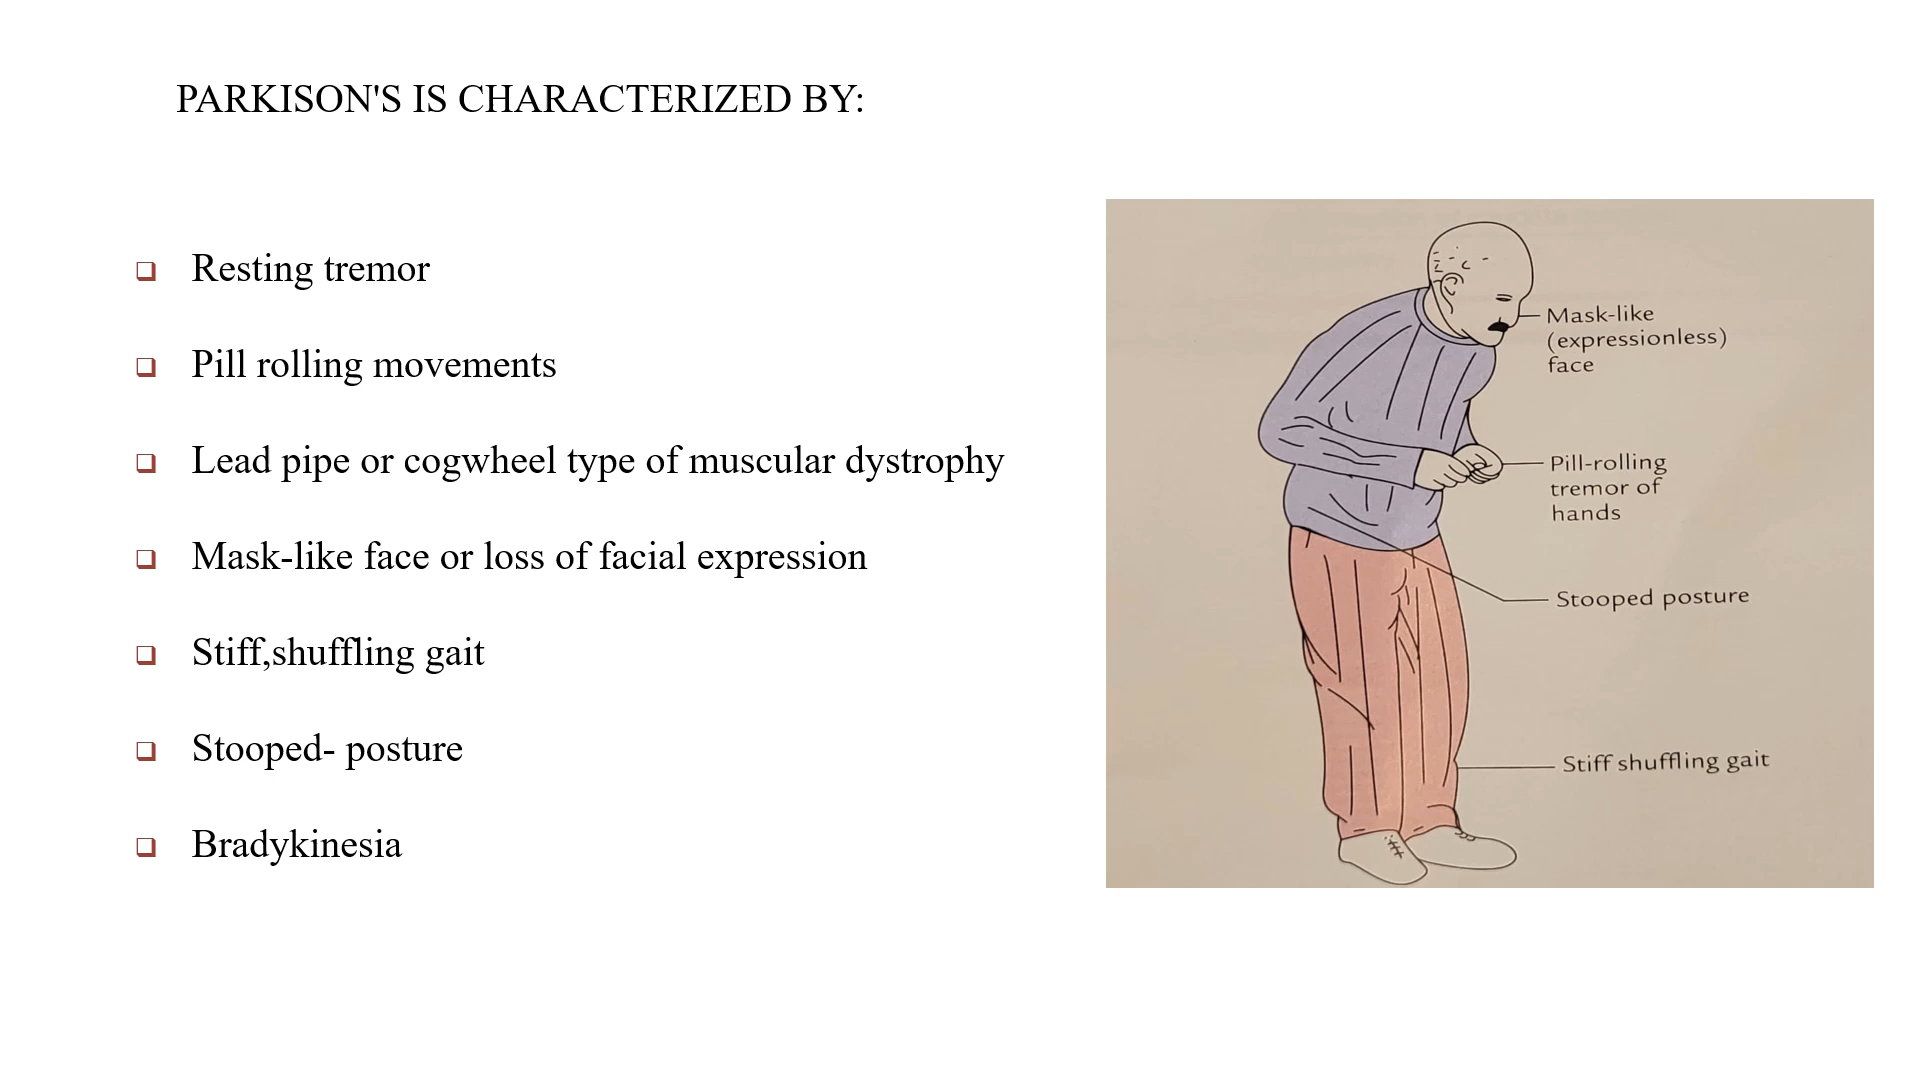 PARKISON'S IS CHARACTERIZED BY:
Resting tremor
Pill rolling movements
Lead pipe or cogwheel type of muscular dystrophy
Mask-like face or loss of facial expression
Stiff,shuffling gait
Stooped- posture
Bradykinesia
Mask-like
(expressionless)
face
Pill-rolling
tremor of
hands
Stooped posture
Stiff shuffling gait